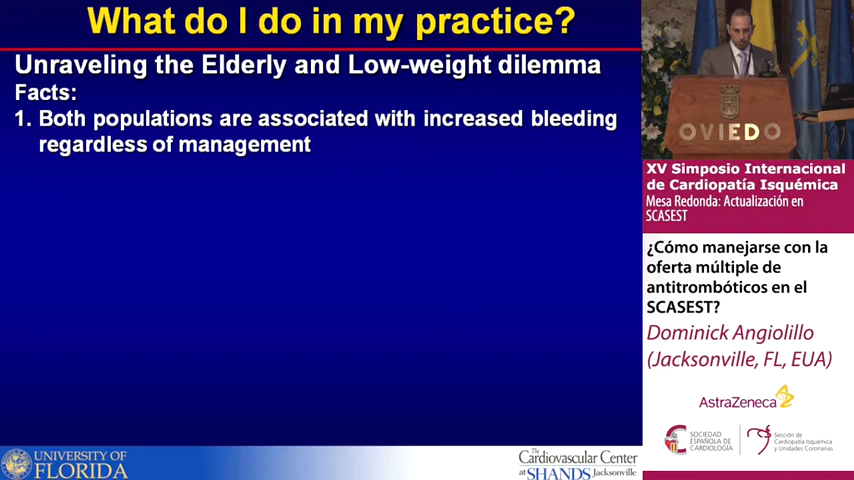 What do I do in my practice?
Unraveling the Elderly and Low-weight dilemma
Facts:
1. Both populations are associated with increased bleeding
regardless of management
UNIVERSITY OF
FLORIDA
The
Cardiovascular Center
at SHANDS Jacksonville
OVIEDO
XV Simposio Internacional
de Cardiopatía Isquémica
Mesa Redonda: Actualización en
SCASEST
¿Cómo manejarse con la
oferta múltiple de
antitrombóticos en el
SCASEST?
Dominick Angiolillo
(Jacksonville, FL, EUA)
AstraZeneca
SOCIEDAD
ESPAÑOLA DE
CARDIOLOGÍA
Sección de
Cardiopatía Isquémica
y Unidades Coronarias